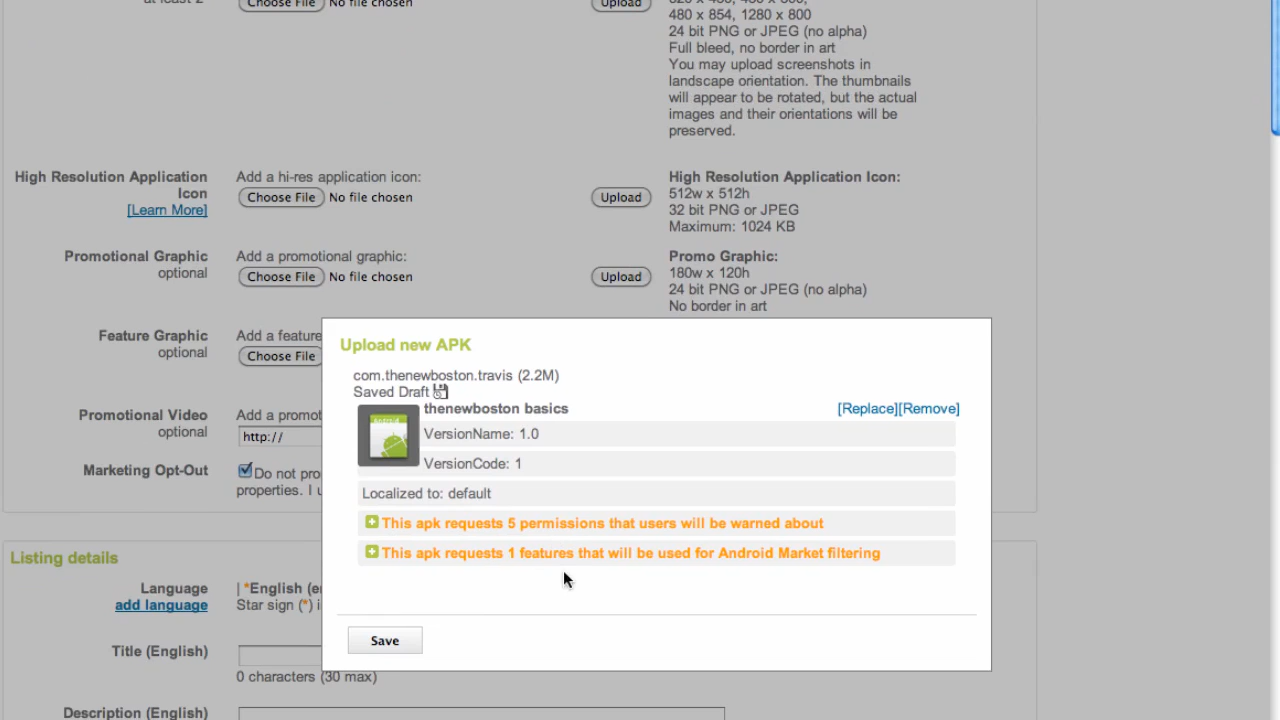 at least 2
Choose File No file chosen
Upload
480 x 854, 1280 x 800
24 bit PNG or JPEG (no alpha)
Full bleed, no border in art
You may upload screenshots in
landscape orientation. The thumbnails
will appear to be rotated, but the actual
images and their orientations will be
preserved.
High Resolution Application
Icon
[Learn More]
Add a hi-res application icon:
Choose File No file chosen
Upload
High Resolution Application Icon:
512w x 512h
32 bit PNG or JPEG
Maximum: 1024 KB
Promotional Graphic
optional
Add a promotional graphic:
Choose File No file chosen
Upload
Promo Graphic:
180w x 120h
24 bit PNG or JPEG (no alpha)
No border in art
Feature Graphic
optional
Add a feature
Choose File
Promotional Video
optional
Add a promot
http://
Marketing Opt-Out
Do not pro
properties. I u
Upload new APK
com.thenewboston.travis (2.2M)
Saved Draft
thenewboston basics
[Replace][Remove]
VersionName: 1.0
VersionCode: 1
Localized to: default
This apk requests 5 permissions that users will be warned about
This apk requests 1 features that will be used for Android Market filtering
Save
Listing details
Language
add language
| *English (en
Star sign (*) i
Title (English)
0 characters (30 max)
Description (English)